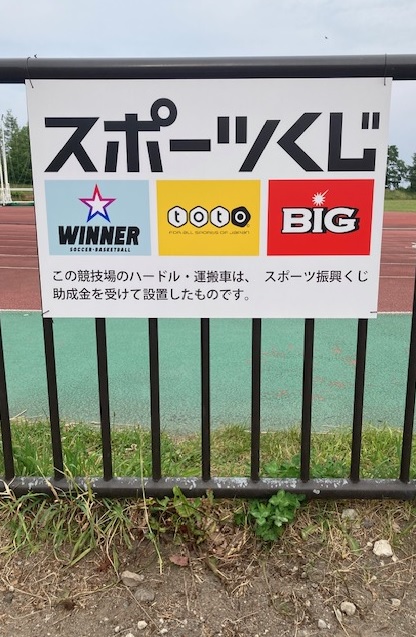 スポーツくじ
WINNER
SOCCER+BASKETBALL
toto
FOR ALL SPORTS OF JAPAN
BIG
この競技場のハードル・運搬車は、 スポーツ振興くじ
助成金を受けて設置したものです。